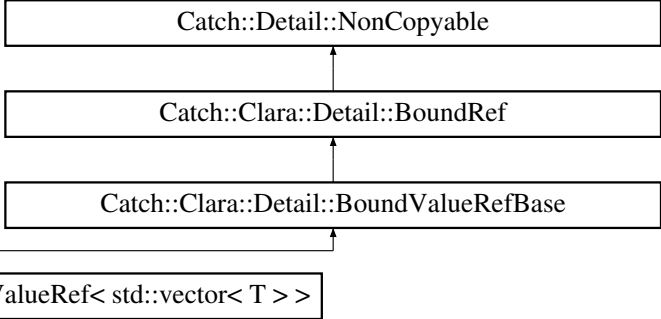 Catch::Detail::NonCopyable
Catch::Clara::Detail::BoundRef
Catch::Clara::Detail::BoundValueRefBase
ValueRef< std::vector< T > >